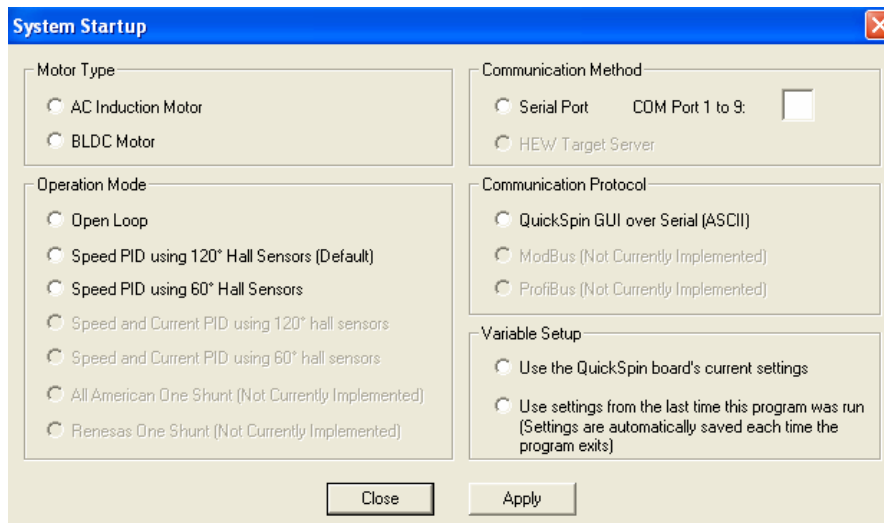 System Startup
Motor Type
AC Induction Motor
BLDC Motor
Operation Mode
Open Loop
Speed PID using 120° Hall Sensors (Default)
Speed PID using 60° Hall Sensors
Speed and Current PID using 120° hall sensors
Speed and Current PID using 60° hall sensors
All American One Shunt (Not Currently Implemented)
Renesas One Shunt (Not Currently Implemented)
Communication Method
Serial Port COM Port 1 to 9:
HEW Target Server
Communication Protocol
QuickSpin GUI over Serial (ASCII)
ModBus (Not Currently Implemented)
ProfiBus (Not Currently Implemented)
Variable Setup
Use the QuickSpin board's current settings
Use settings from the last time this program was run
(Settings are automatically saved each time the
program exits)
Close Apply